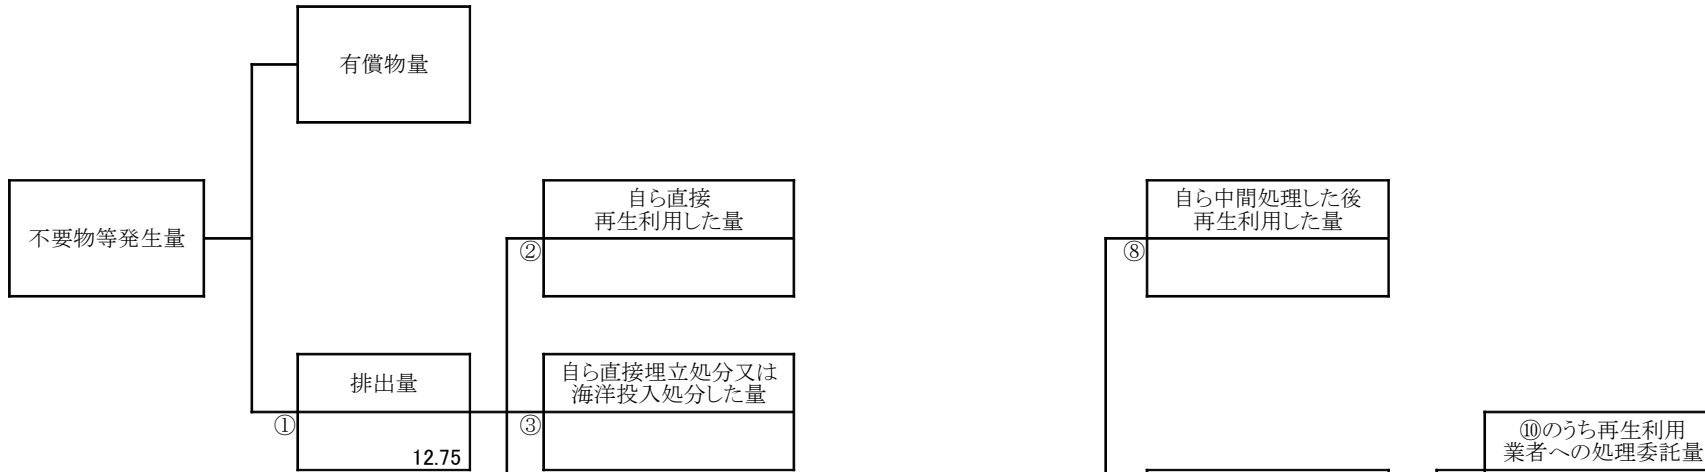 有償物量
不要物等発生量
自ら直接
再生利用した量
②
自ら中間処理した後
再生利用した量
⑧
排出量
①
12.75
自ら直接埋立処分又は
海洋投入処分した量
③
⑩のうち再生利用
業者への処理委託量